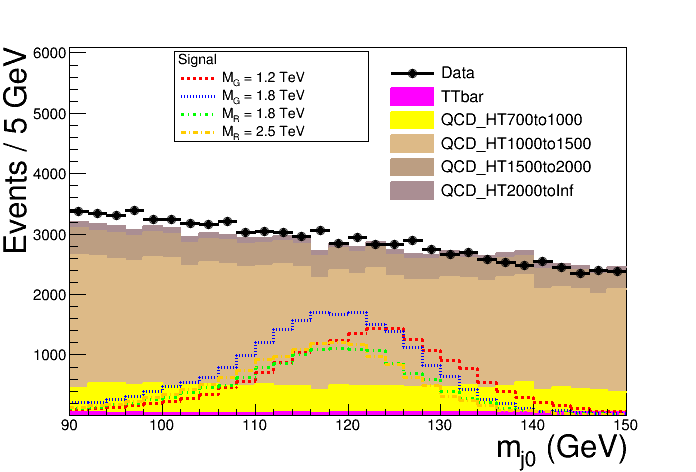 Events / 5 GeV
6000
5000
4000
3000
2000
1000
Signal
M_G = 1.2 TeV
M_G = 1.8 TeV
M_R = 1.8 TeV
M_R = 2.5 TeV
Data
TTbar
QCD_HT700to1000
QCD_HT1000to1500
QCD_HT1500to2000
QCD_HT2000toInf
90 100 110 120 130 140 150
m_j0 (GeV)